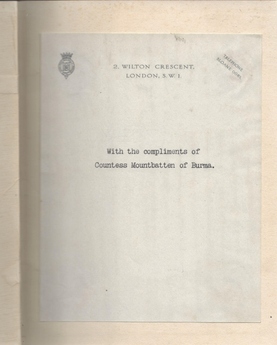 2, WILTON CRESCENT,
LONDON, S.W.1.
With the compliments of
Countess Mountbatten of Burma.